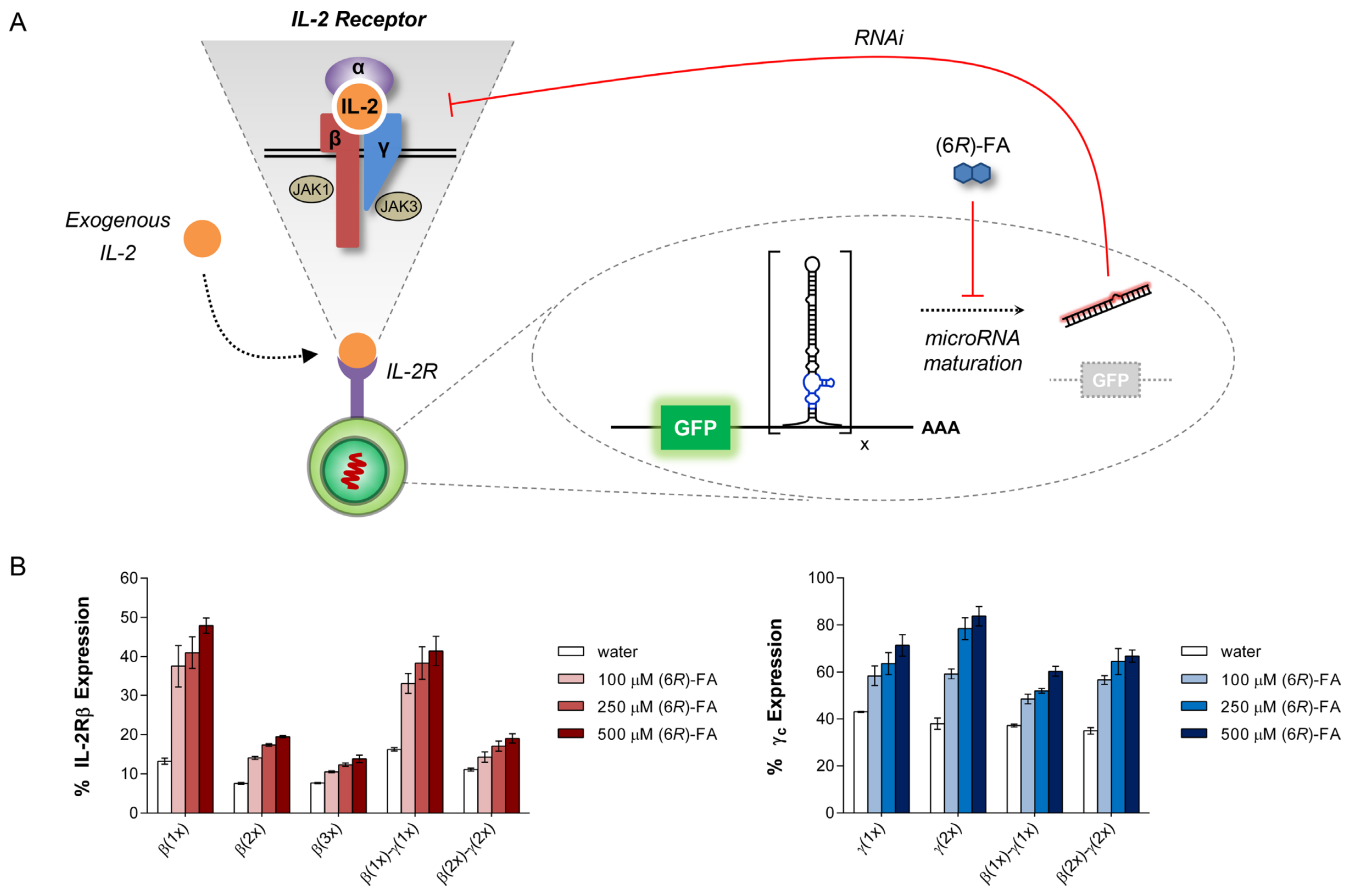 A
IL-2 Receptor
RNAi
α
IL-2
β
γ
JAK1
JAK3
(6R)-FA
Exogenous
IL-2
IL-2R
microRNA
maturation
GFP
GFP
x
AAA
B
% IL-2Rβ Expression
60
50
40
30
20
10
0
β(1x)
β(2x)
β(3x)
β(1x)-γ(1x)
β(2x)-γ(2x)
water
100 μM (6R)-FA
250 μM (6R)-FA
500 μM (6R)-FA
% γc Expression
100
80
60
40
20
0
γ(1x)
γ(2x)
β(1x)-γ(1x)
β(2x)-γ(2x)
water
100 μM (6R)-FA
250 μM (6R)-FA
500 μM (6R)-FA